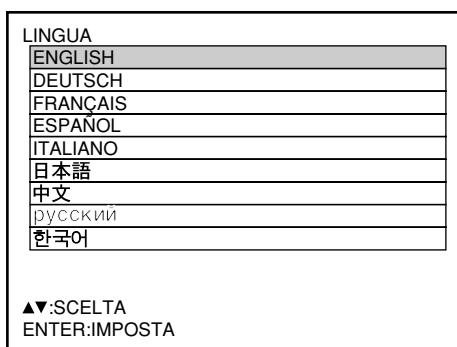 LINGUA
ENGLISH
DEUTSCH
FRANÇAIS
ESPAÑOL
ITALIANO
日本語
中文
русский
한국어
▲▼:SCELTA
ENTER:IMPOSTA